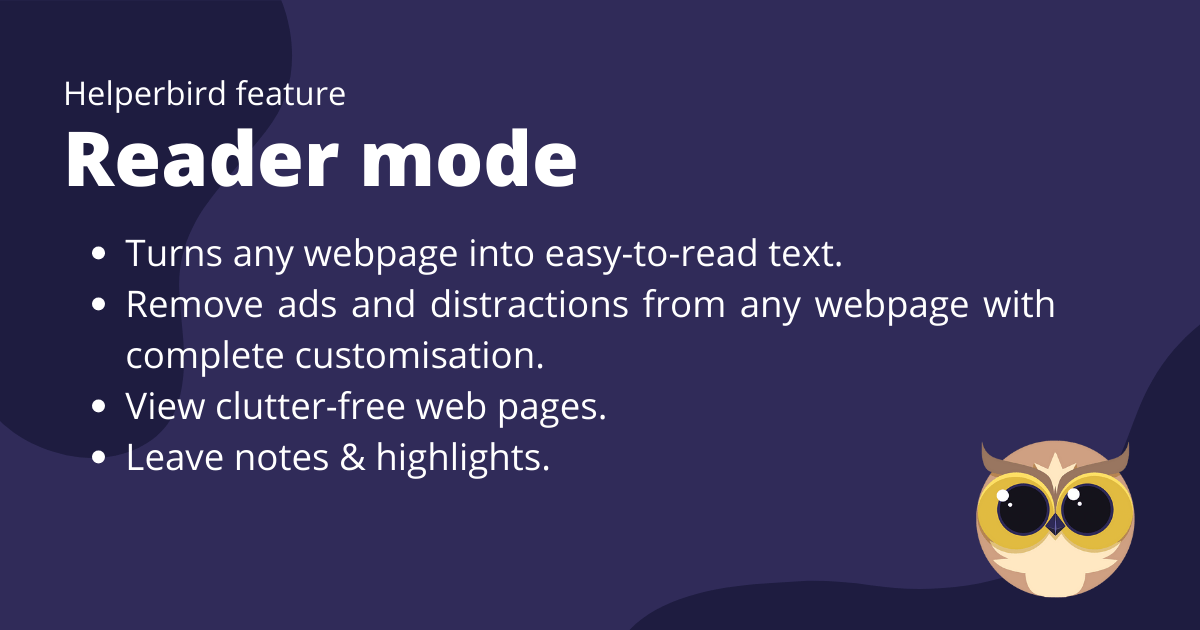 Helperbird feature
Reader mode
• Turns any webpage into easy-to-read text.
• Remove ads and distractions from any webpage with
complete customisation.
• View clutter-free web pages.
• Leave notes & highlights.